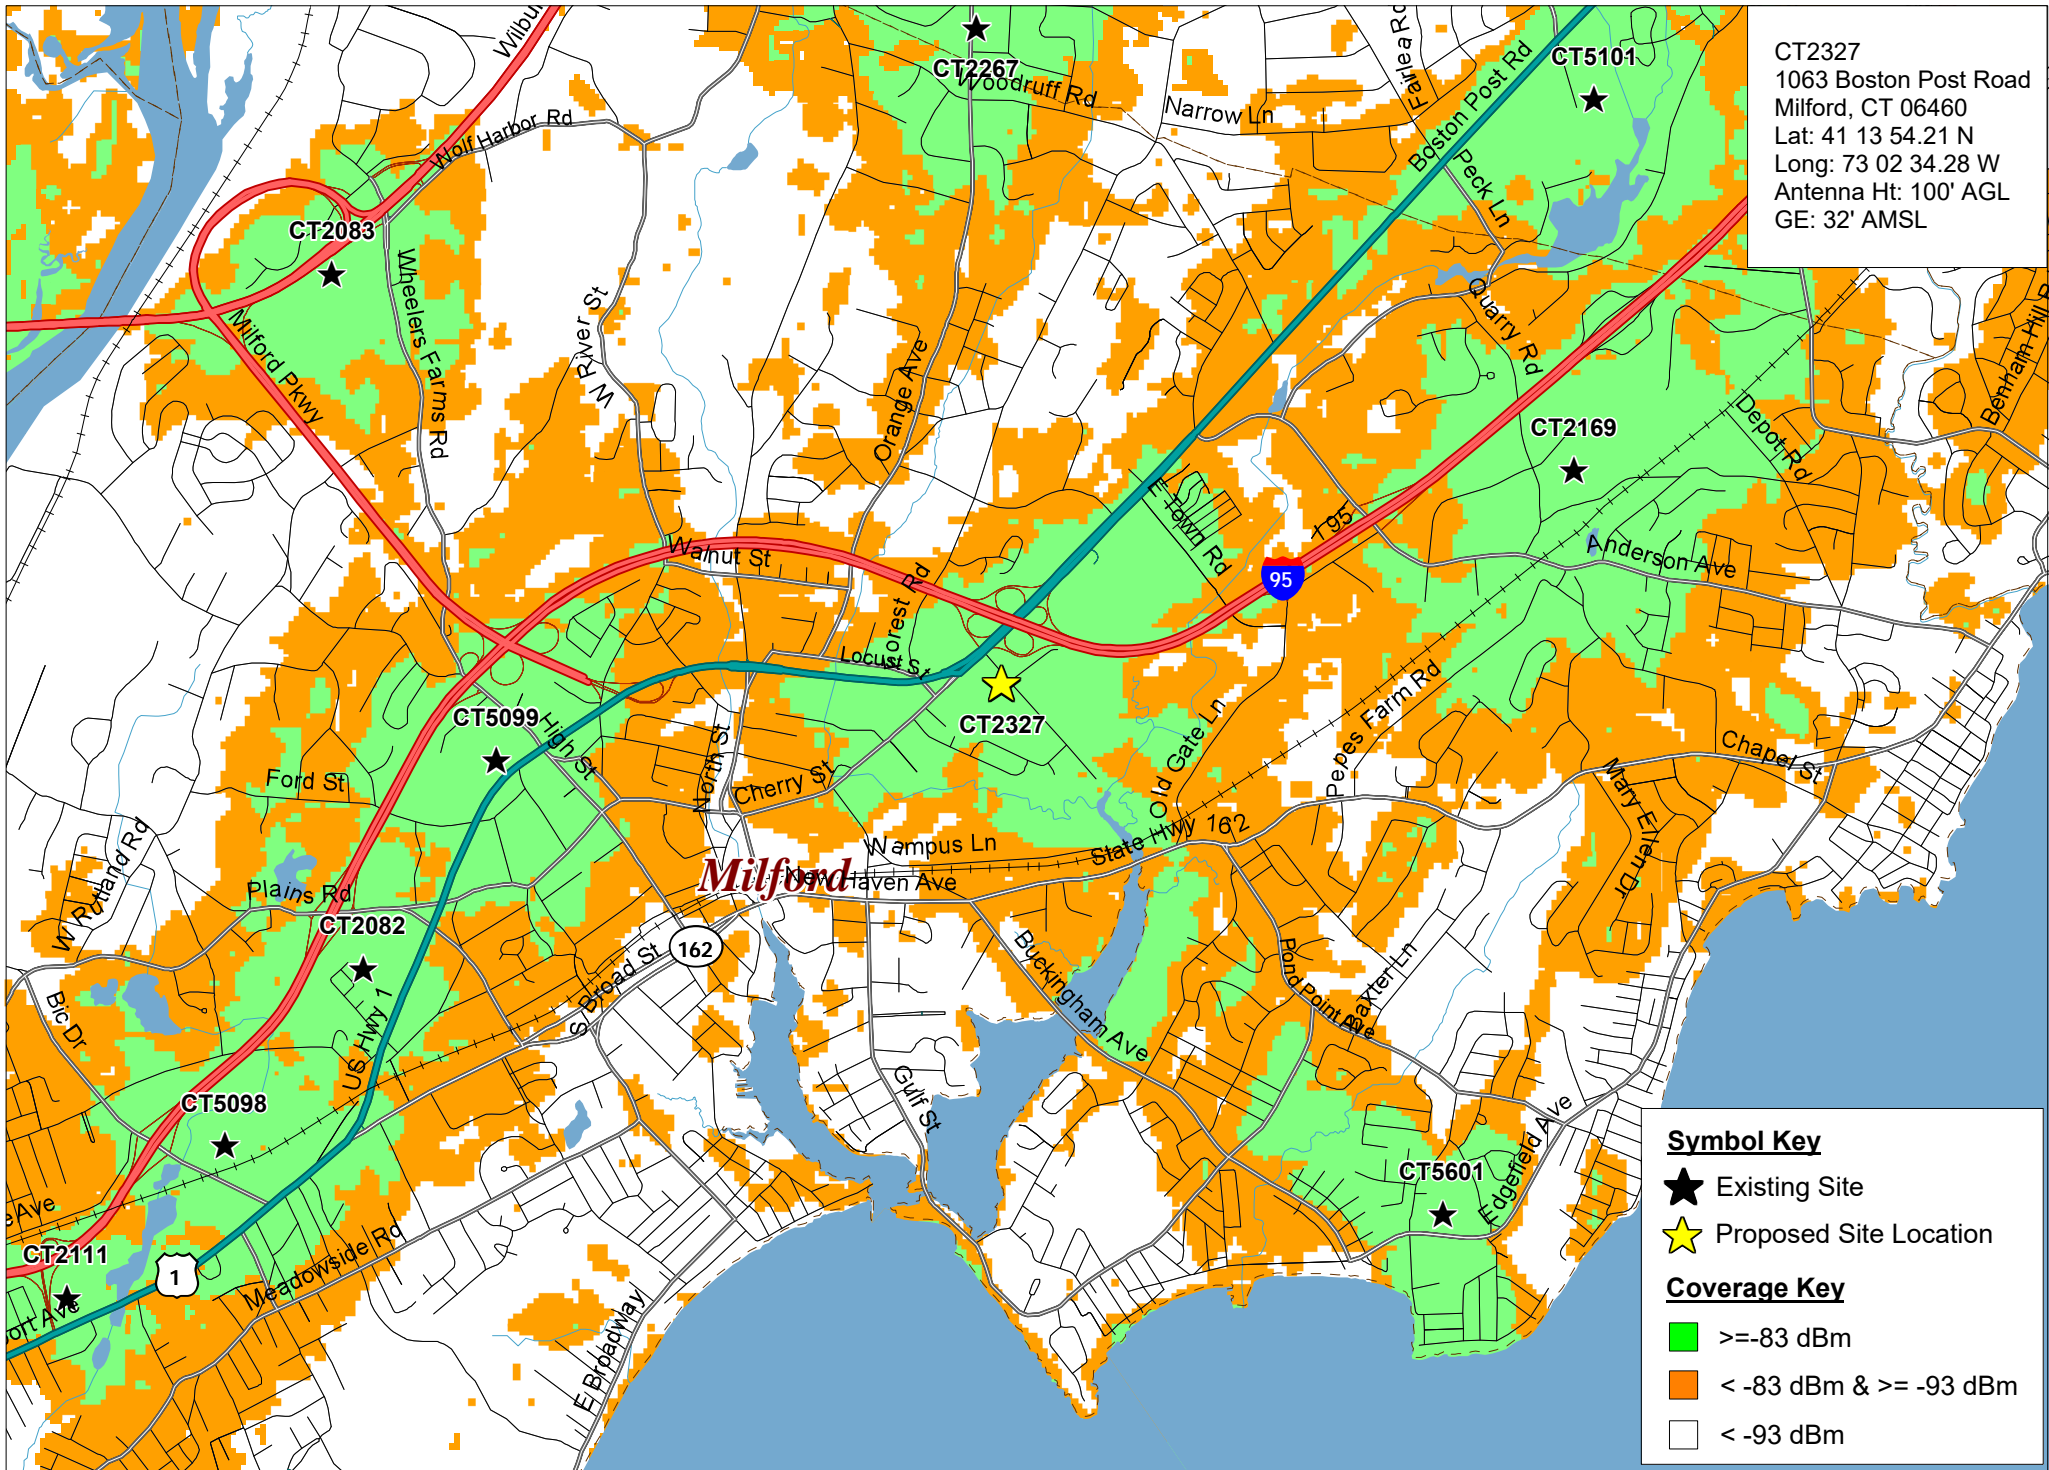 Wilbur
CT2267
Woodruff Rd
Narrow Ln
Boston Post Rd
CT5101
CT2327
1063 Boston Post Road
Milford, CT 06460
Lat: 41 13 54.21 N
Long: 73 02 34.28 W
Antenna Ht: 100' AGL
GE: 32' AMSL
Wolf Harbor Rd
Peck Ln
CT2083
Wheelers Farms Rd
Milford Pkwy
W River St
Orange Ave
Quarry Rd
CT2169
Depot Rd
E Town Rd
I 95
95
Anderson Ave
Walnut St
Forest Rd
Locust St
CT2327
CT5099
High St
North St
Cherry St
Old Gate Ln
Pepes Farm Rd
Chapel St
Mary Ellen Dr
Ford St
W Rutland Rd
Plains Rd
Wampus Ln
State Hwy 162
Milford
New Haven Ave
CT2082
162
S Broad St
Buckingham Ave
Pond Point Ave
Baxter Ln
Bic Dr
US Hwy 1
CT5098
Gulf St
CT5601
Edgefield Ave
CT2111
1
Meadowside Rd
E Broadway
Symbol Key
Existing Site
Proposed Site Location
Coverage Key
>=-83 dBm
< -83 dBm & >= -93 dBm
< -93 dBm